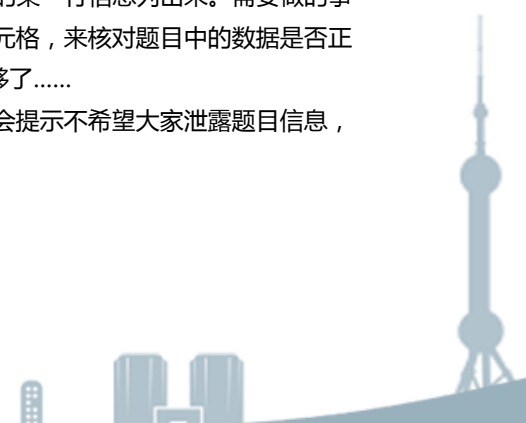 的某一行信息列出来。需要做的事
元格，来核对题目中的数据是否正
够了……
会提示不希望大家泄露题目信息，